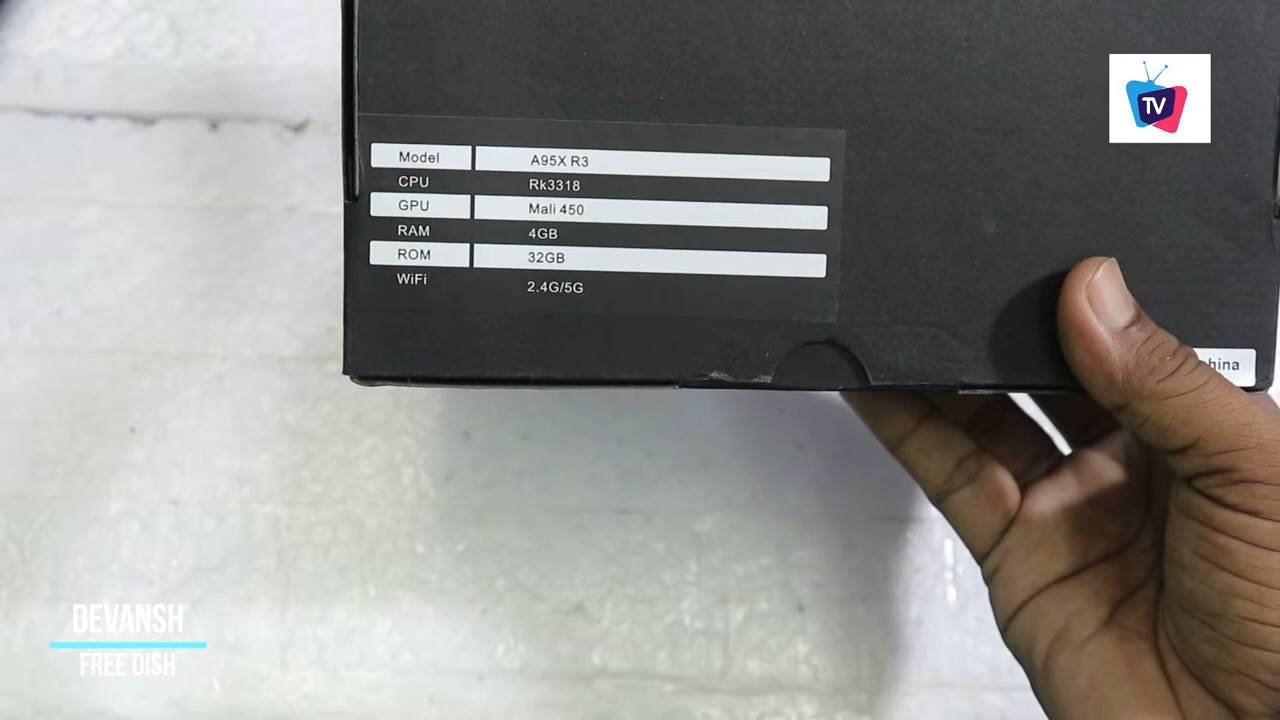 TV
Model A95X R3
CPU Rk3318
GPU Mali 450
RAM 4GB
ROM 32GB
WiFi 2.4G/5G
DEVANSH
FREE DISH